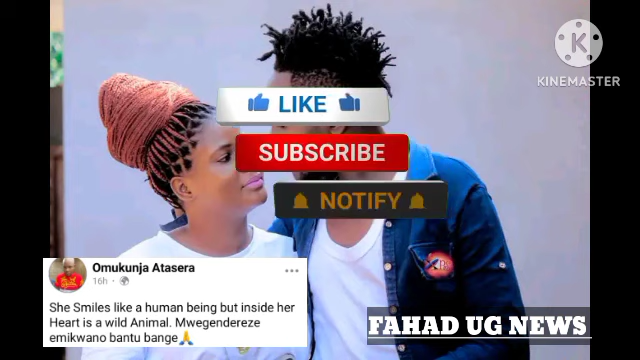 KINEMASTER
LIKE
SUBSCRIBE
NOTIFY
Omukunja Atasera
16h
She Smiles like a human being but inside her
Heart is a wild Animal. Mwegendereze
emikwano bantu bange🙏
FAHAD UG NEWS